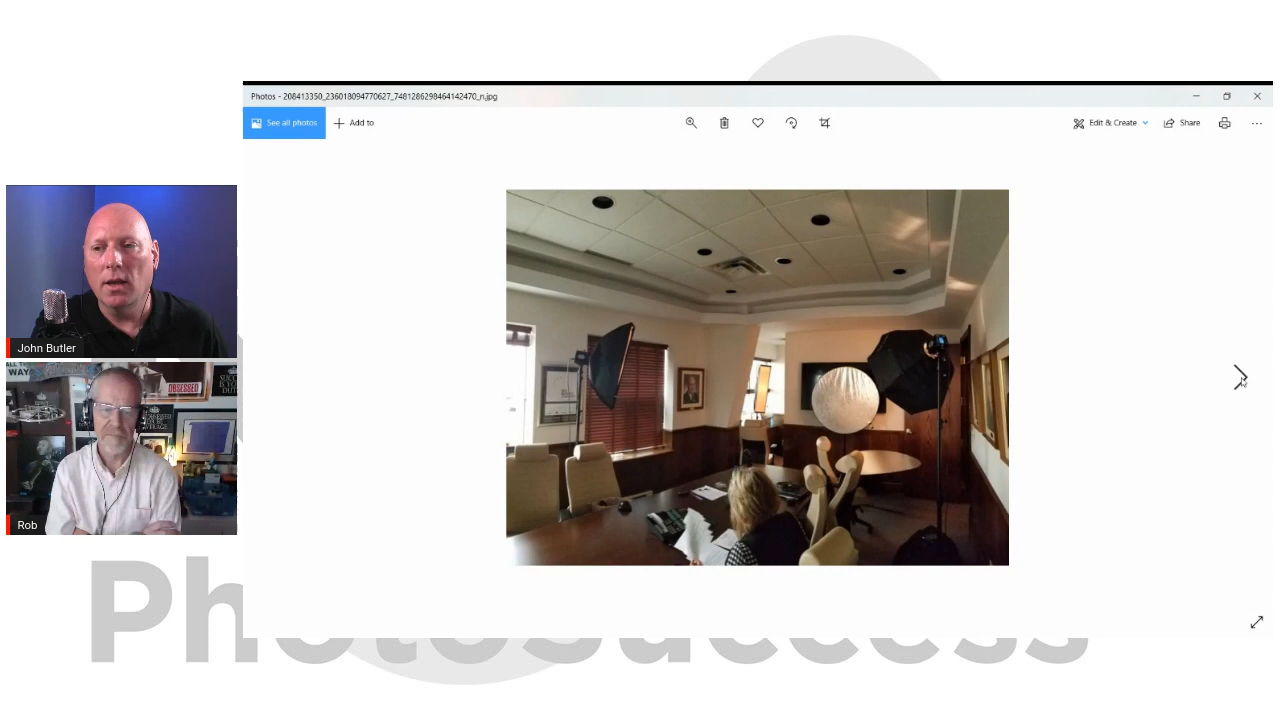 Photos - 208413350_236018094770627_7481286298464142470_n.jpg
See all photos
Add to
Edit & Create
Share
John Butler
OBSESSED
Rob
PhotoSuccess